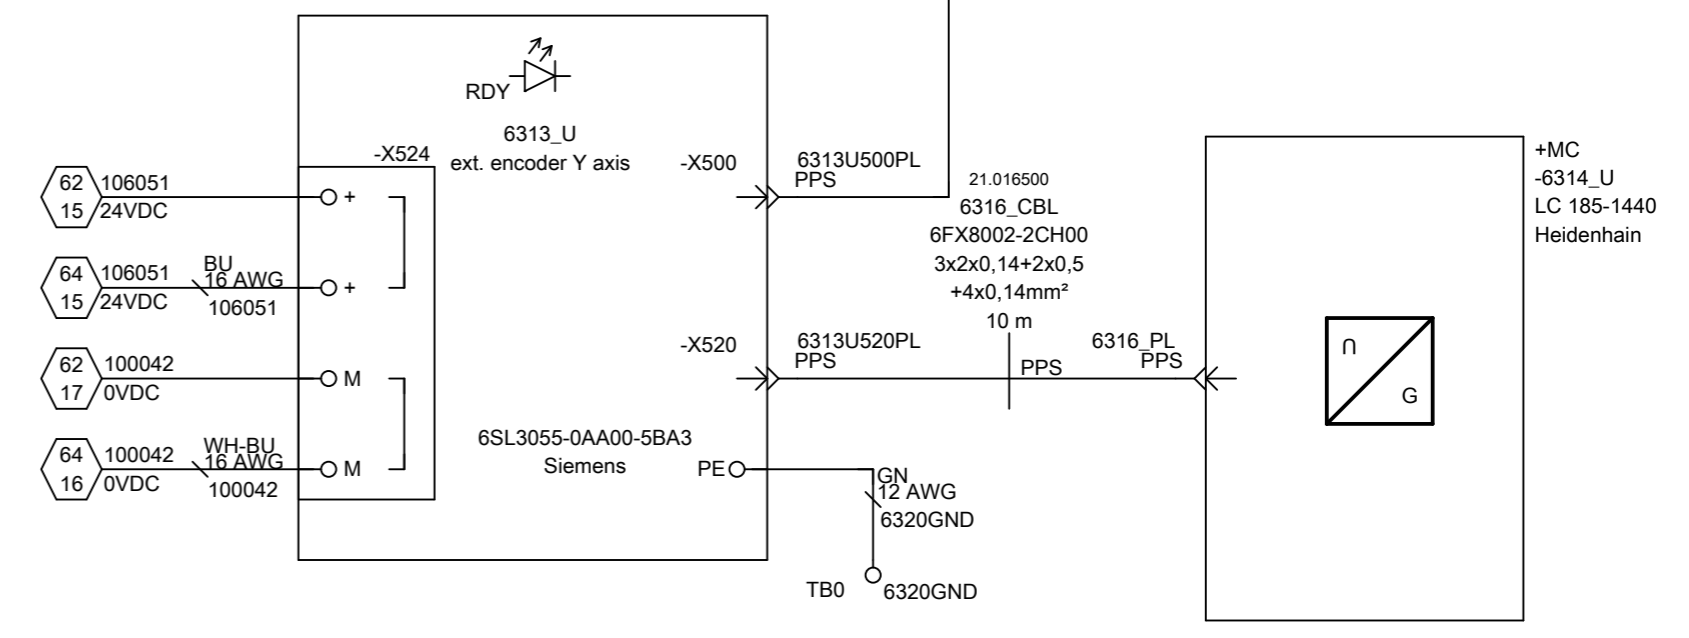 RDY
6313_U
ext. encoder Y axis
-X524
-X500
62
15
106051
24VDC
+
64
15
106051
24VDC
BU
16 AWG
106051
+
62
17
100042
0VDC
M
64
16
100042
0VDC
WH-BU
16 AWG
100042
M
6313U500PL
PPS
21.016500
6316_CBL
6FX8002-2CH00
3x2x0,14+2x0,5
+4x0,14mm²
10 m
-X520
6313U520PL
PPS
PPS
6316_PL
PPS
6SL3055-0AA00-5BA3
Siemens
PE
GN
12 AWG
6320GND
TB0
6320GND
+MC
-6314_U
LC 185-1440
Heidenhain
U
G